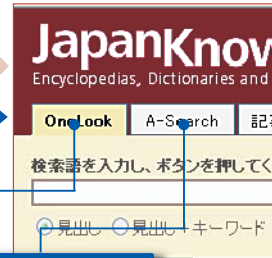 JapanKnow
Encyclopedias, Dictionaries and
OneLook A-Search 記
検索語を入力し、ボタンを押してく
見出し 見出し+キーワード